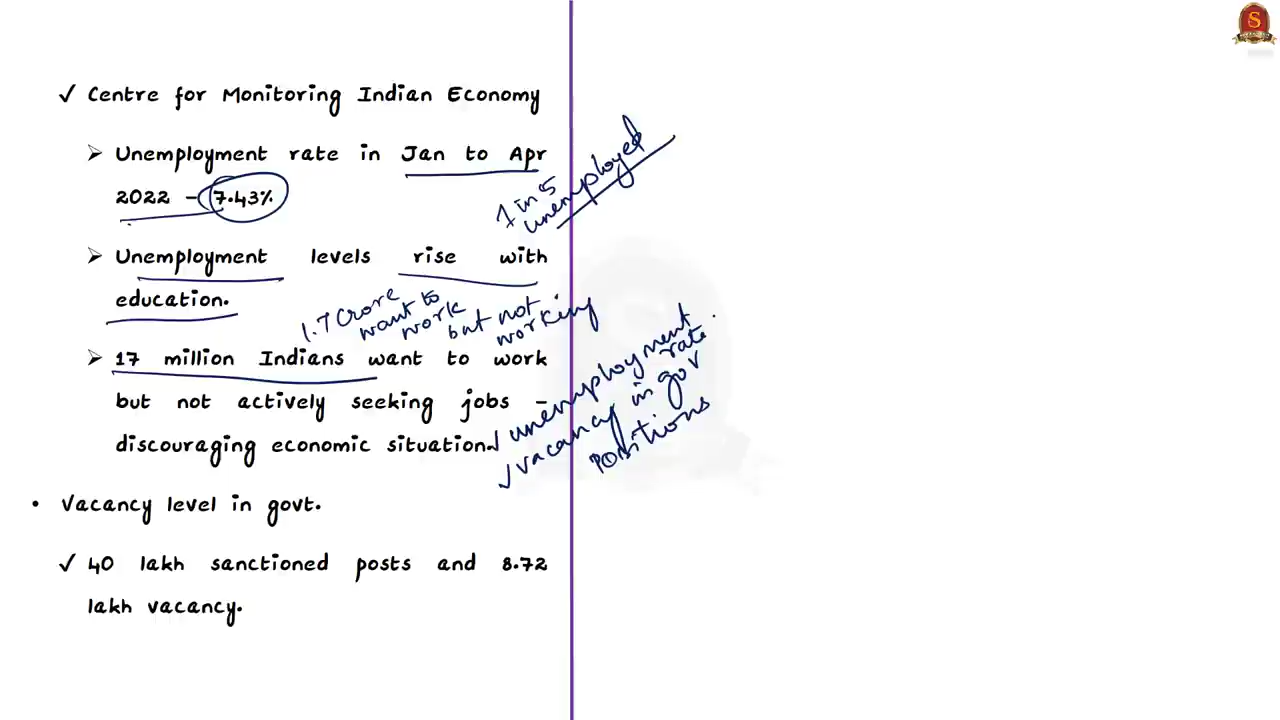 ✓ Centre for Monitoring Indian Economy
➢ Unemployment rate in Jan to Apr
2022 - 7.43%
1 in 5
unemployed
➢ Unemployment levels rise with
education.
1.7 Crore
want to
work
but not
working
➢ 17 million Indians want to work
but not actively seeking jobs -
discouraging economic situation.
✓ unemployment
rate
✓ vacancy in gov
positions
• Vacancy level in govt.
✓ 40 lakh sanctioned posts and 8.72
lakh vacancy.
S